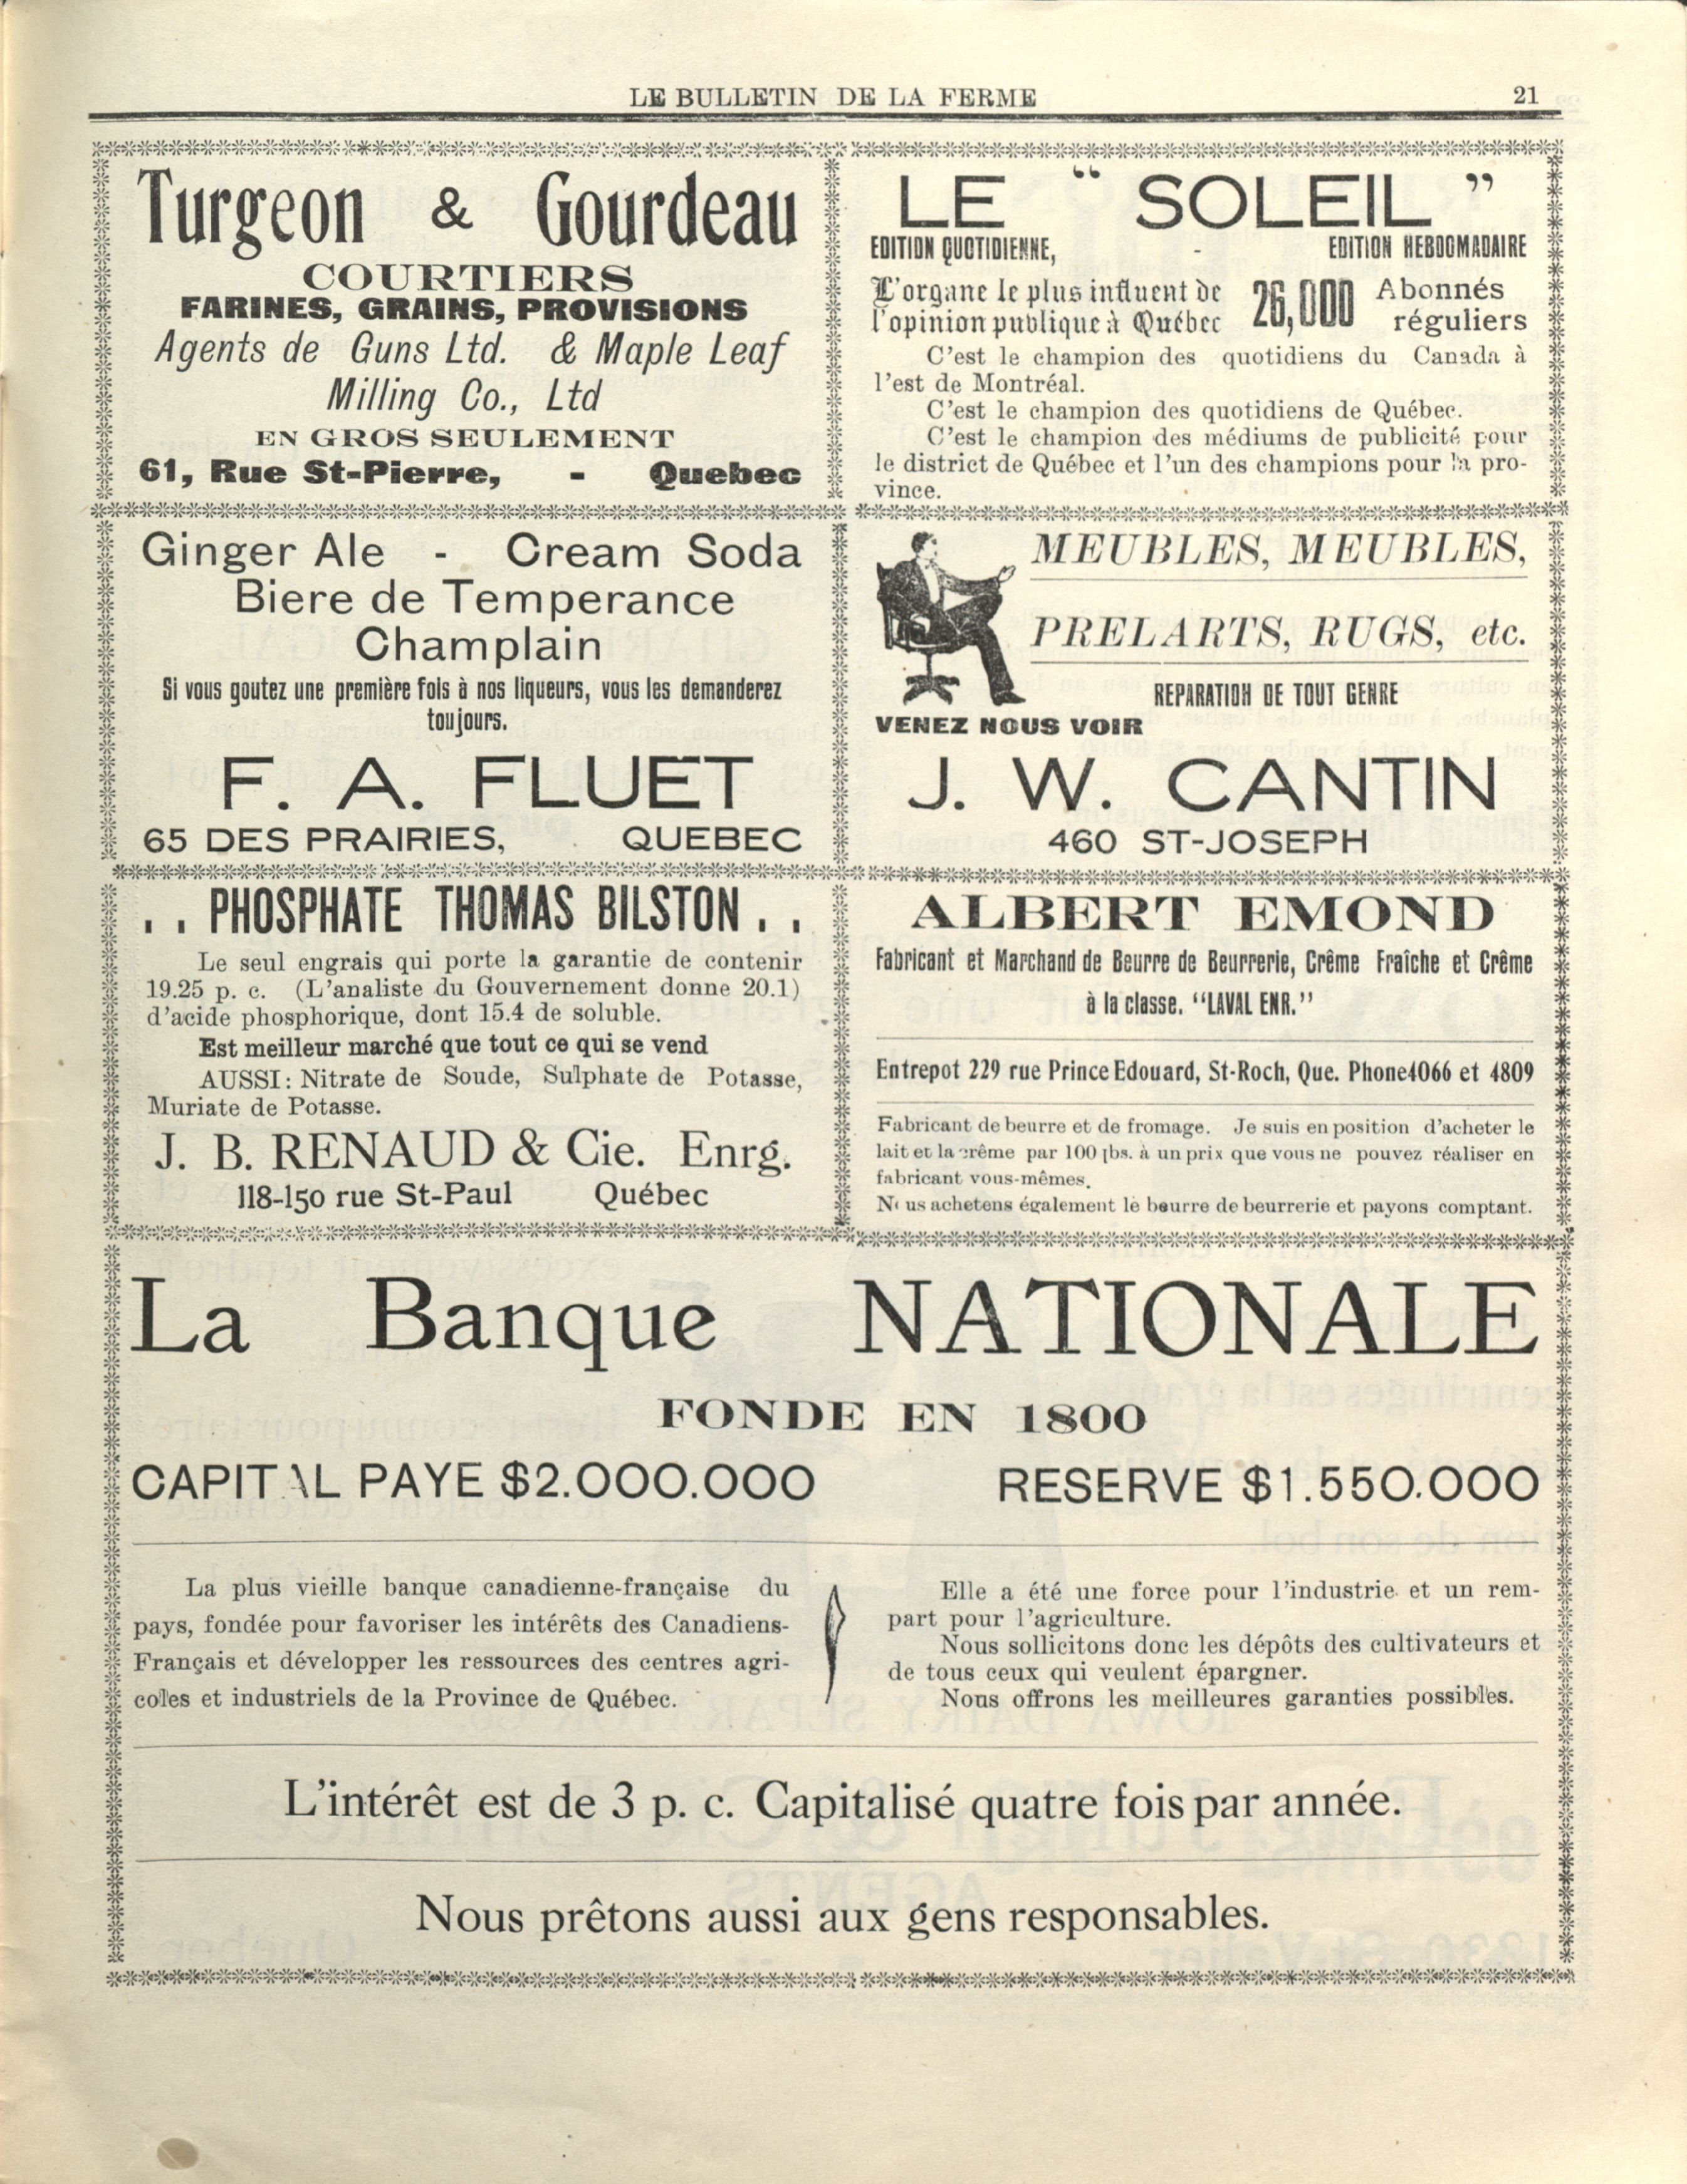 LE BULLETIN DE LA FERME
21
Turgeon & Gourdeau
COURTIERS
FARINES, GRAINS, PROVISIONS
Agents de Guns Ltd. & Maple Leaf
Milling Co., Ltd
EN GROS SEULEMENT
61, Rue St-Pierre, - Quebec
LE " SOLEIL "
EDITION QUOTIDIENNE, - EDITION HEBDOMADAIRE
L'organe le plus influent de
l'opinion publique à Québec
26,000
Abonnés
réguliers
C'est le champion des quotidiens du Canada à
l'est de Montréal.
C'est le champion des quotidiens de Québec.
C'est le champion des médiums de publicité pour
le district de Québec et l'un des champions pour la pro-
vince.
Ginger Ale - Cream Soda
Biere de Temperance
Champlain
Si vous goutez une première fois à nos liqueurs, vous les demanderez
toujours.
F. A. FLUET
65 DES PRAIRIES, QUEBEC
MEUBLES, MEUBLES,
PRELARTS, RUGS, etc.
REPARATION DE TOUT GENRE
VENEZ NOUS VOIR
J. W. CANTIN
460 ST-JOSEPH
. . PHOSPHATE THOMAS BILSTON . .
Le seul engrais qui porte la garantie de contenir
19.25 p. c. (L'analiste du Gouvernement donne 20.1)
d'acide phosphorique, dont 15.4 de soluble.
Est meilleur marché que tout ce qui se vend
AUSSI: Nitrate de Soude, Sulphate de Potasse,
Muriate de Potasse.
J. B. RENAUD & Cie. Enrg.
118-150 rue St-Paul Québec
ALBERT EMOND
Fabricant et Marchand de Beurre de Beurrerie, Crême Fraîche et Crême
à la classe. "LAVAL ENR."
Entrepot 229 rue Prince Edouard, St-Roch, Que. Phone 4066 et 4809
Fabricant de beurre et de fromage. Je suis en position d'acheter le
lait et la crême par 100 lbs. à un prix que vous ne pouvez réaliser en
fabricant vous-mêmes.
Nous achetens également le beurre de beurrerie et payons comptant.
La Banque NATIONALE
FONDE EN 1800
CAPITAL PAYE $2.000.000 RESERVE $1.550.000
La plus vieille banque canadienne-française du
pays, fondée pour favoriser les intérêts des Canadiens-
Français et développer les ressources des centres agri-
coles et industriels de la Province de Québec.
Elle a été une force pour l'industrie et un rem-
part pour l'agriculture.
Nous sollicitons donc les dépôts des cultivateurs et
de tous ceux qui veulent épargner.
Nous offrons les meilleures garanties possibles.
L'intérêt est de 3 p. c. Capitalisé quatre fois par année.
Nous prêtons aussi aux gens responsables.